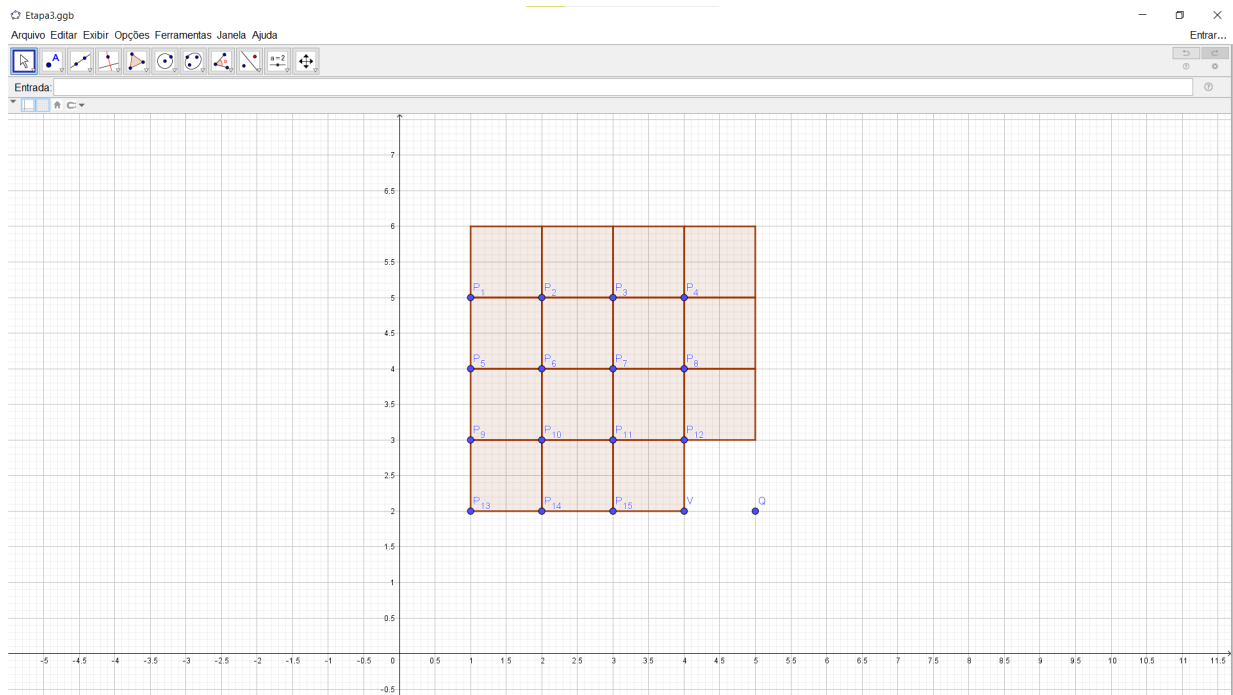 Etapa3.ggb
Arquivo Editar Exibir Opções Ferramentas Janela Ajuda
Entrar...
A
a=2
Entrada:
7
6.5
6
5.5
P1 P2 P3 P4
5
4.5
P5 P6 P7 P8
4
3.5
P9 P10 P11 P12
3
2.5
P13 P14 P15 V Q
2
1.5
1
0.5
-5 -4.5 -4 -3.5 -3 -2.5 -2 -1.5 -1 -0.5 0 0.5 1 1.5 2 2.5 3 3.5 4 4.5 5 5.5 6 6.5 7 7.5 8 8.5 9 9.5 10 10.5 11 11.5
-0.5